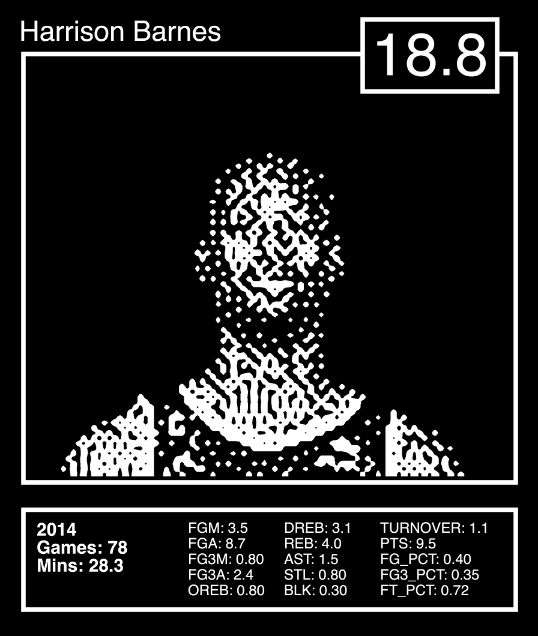 Harrison Barnes
18.8
2014
Games: 78
Mins: 28.3
FGM: 3.5
FGA: 8.7
FG3M: 0.80
FG3A: 2.4
OREB: 0.80
DREB: 3.1
REB: 4.0
AST: 1.5
STL: 0.80
BLK: 0.30
TURNOVER: 1.1
PTS: 9.5
FG_PCT: 0.40
FG3_PCT: 0.35
FT_PCT: 0.72